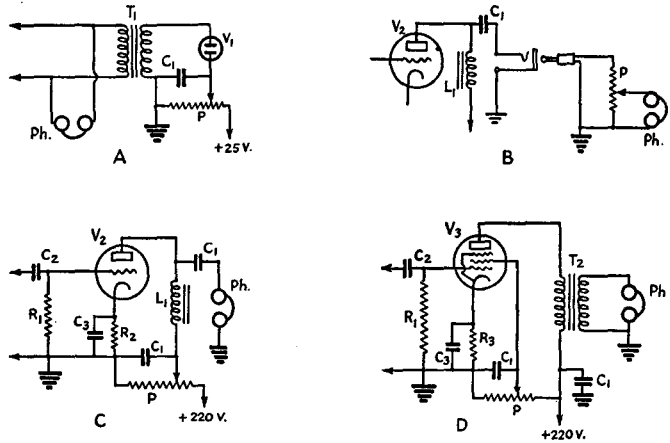 T1
V1
C1
Ph.
P
+25 V.
A
V2
C1
L1
P
Ph.
B
V2
C2
C1
Ph.
L1
R1
C3
R2
C1
P
+220 V.
C
V3
C2
T2
Ph
R1
R3
C3
C1
C1
P
+220 V.
D